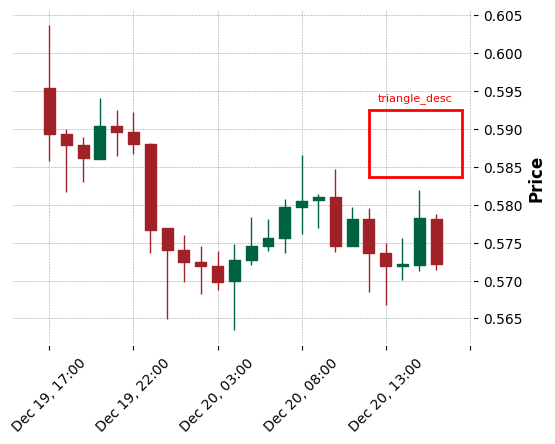 0.605
0.600
0.595
triangle_desc
0.590
0.585
Price
0.580
0.575
0.570
0.565
Dec 19, 17:00
Dec 19, 22:00
Dec 20, 03:00
Dec 20, 08:00
Dec 20, 13:00